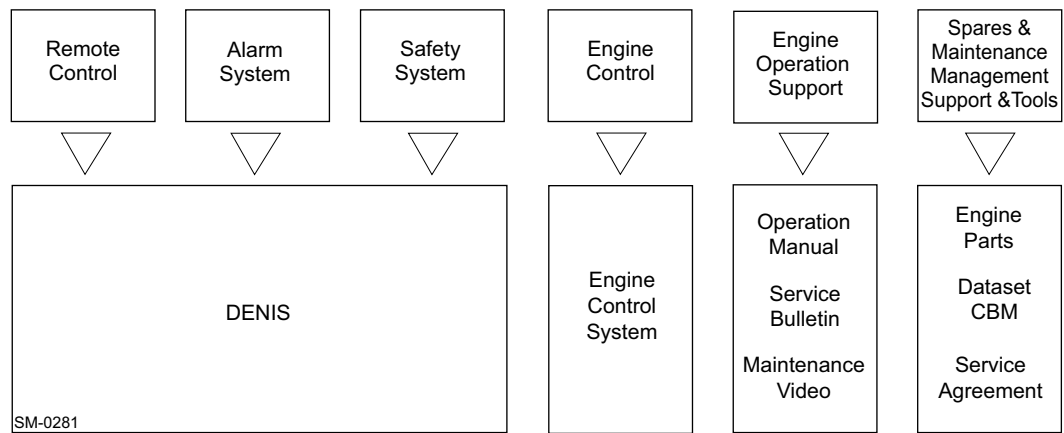 Remote
Control
Alarm
System
Safety
System
Engine
Control
Engine
Operation
Support
Spares &
Maintenance
Management
Support &Tools
DENIS
SM-0281
Engine
Control
System
Operation
Manual
Service
Bulletin
Maintenance
Video
Engine
Parts
Dataset
CBM
Service
Agreement